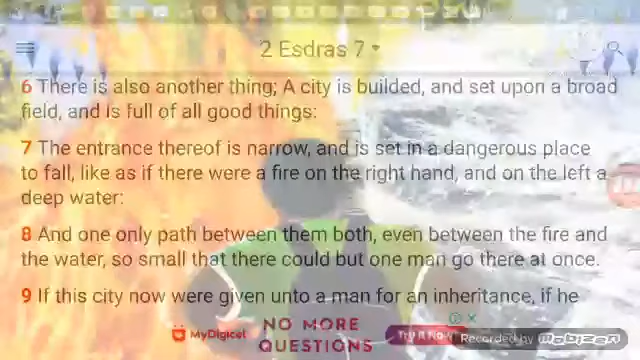 2 Esdras 7
6 There is also another thing; A city is builded, and set upon a broad
field, and is full of all good things:
7 The entrance thereof is narrow, and is set in a dangerous place
to fall, like as if there were a fire on the right hand, and on the left a
deep water:
8 And one only path between them both, even between the fire and
the water, so small that there could but one man go there at once.
9 If this city now were given unto a man for an inheritance, if he
MyDigicel
NO MORE
QUESTIONS
Try It Now
Recorded by mobizen